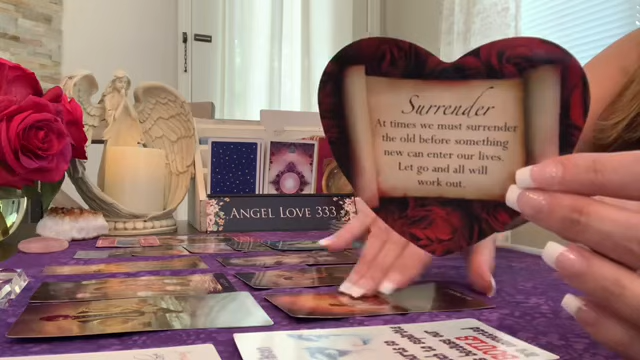 Surrender
At times we must surrender
the old before something
new can enter our lives.
Let go and all will
work out.
ANGEL LOVE 333